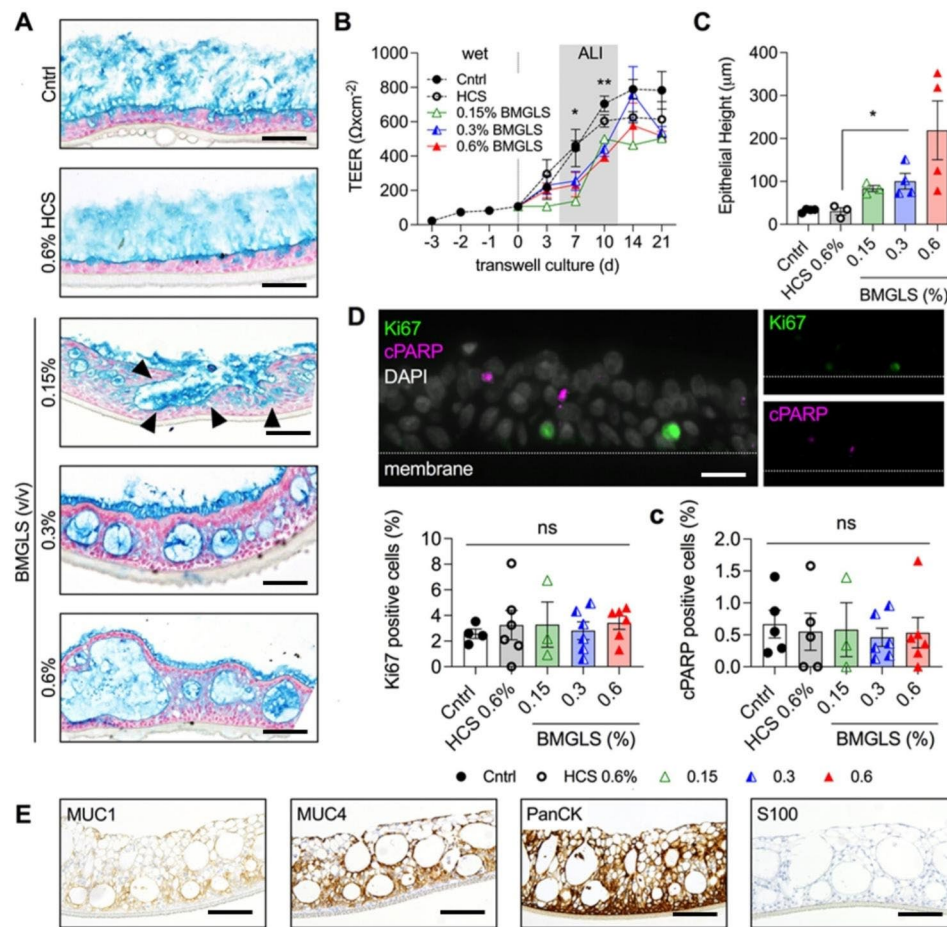 A
Cntrl
0.6% HCS
BMGLS (v/v)
0.15%
0.3%
0.6%
B
wet
ALI
Cntrl
HCS
0.15% BMGLS
0.3% BMGLS
0.6% BMGLS
*
**
TEER (Ωxcm-2)
1000
800
600
400
200
0
-3 -2 -1 0 3 7 10 14 21
transwell culture (d)
C
Epithelial Height (µm)
400
300
200
100
0
*
Cntrl HCS 0.6% 0.15 0.3 0.6
BMGLS (%)
D
Ki67
cPARP
DAPI
membrane
Ki67
cPARP
Ki67 positive cells (%)
10
8
6
4
2
0
ns
Cntrl HCS 0.6% 0.15 0.3 0.6
BMGLS (%)
c
cPARP positive cells (%)
2.0
1.5
1.0
0.5
0.0
ns
Cntrl HCS 0.6% 0.15 0.3 0.6
BMGLS (%)
Cntrl HCS 0.6% 0.15 0.3 0.6
E
MUC1
MUC4
PanCK
S100